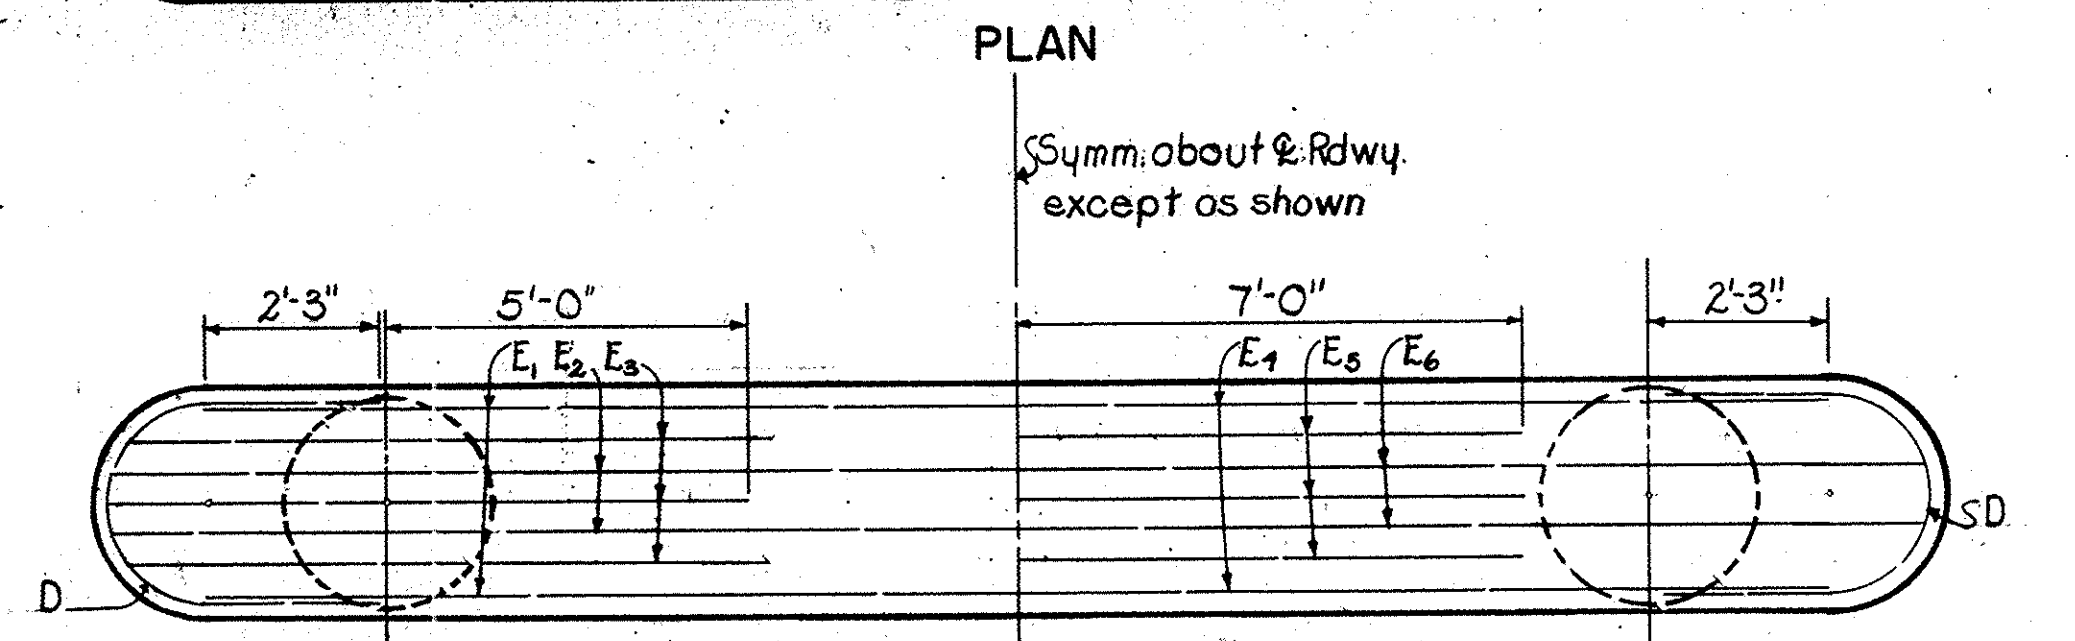 PLAN
Symm. about ℄ Rdwy.
except as shown
2'-3" 5'-0" 7'-0" 2'-3"
E1 E2 E3 E4 E5 E6
D
D